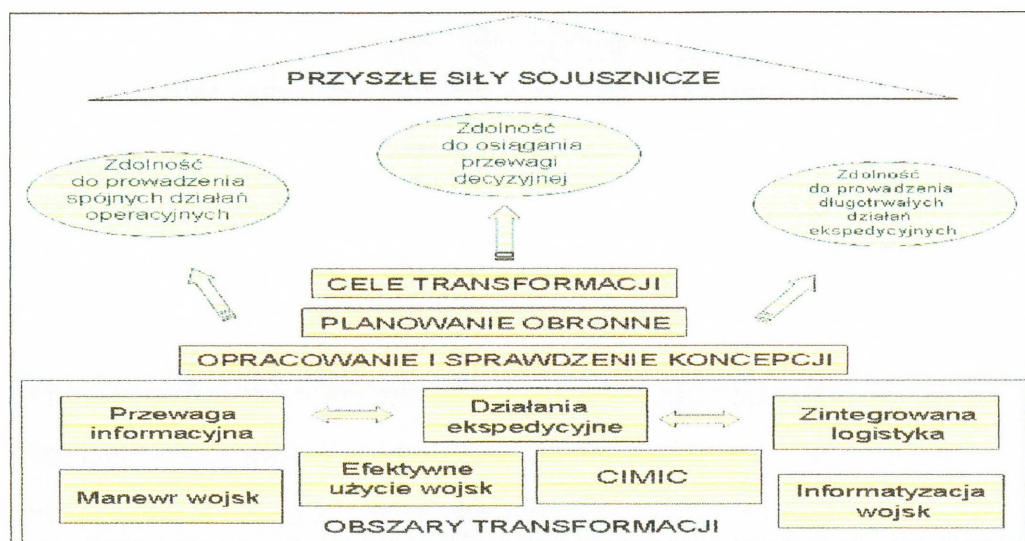 PRZYSZŁE SIŁY SOJUSZNICZE
Zdolność
do prowadzenia
spójnych działań
operacyjnych
Zdolność
do osiągania
przewagi
decyzyjnej
Zdolność
do prowadzenia
długotrwałych
działań
ekspedycyjnych
CELE TRANSFORMACJI
PLANOWANIE OBRONNE
OPRACOWANIE I SPRAWDZENIE KONCEPCJI
Przewaga
informacyjna
Działania
ekspedycyjne
Zintegrowana
logistyka
Manewr wojsk
Efektywne
użycie wojsk
CIMIC
Informatyzacja
wojsk
OBSZARY TRANSFORMACJI